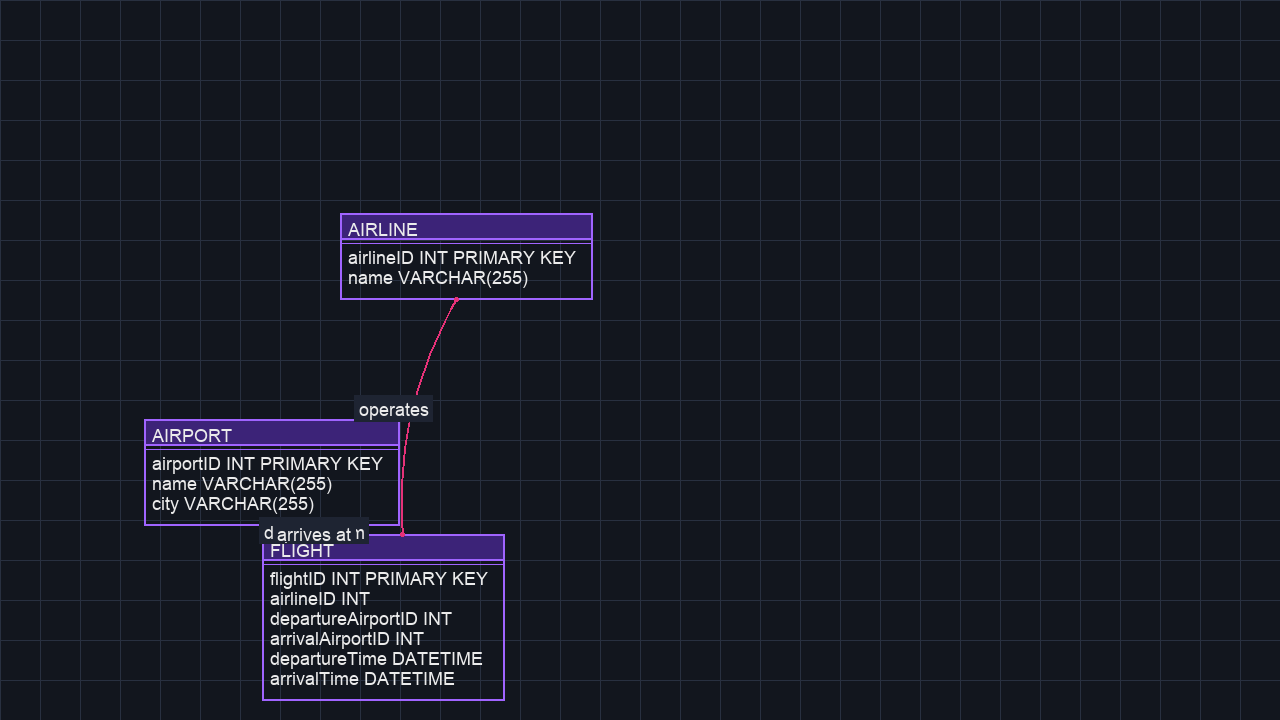 AIRLINE
airlineID INT PRIMARY KEY
name VARCHAR(255)
operates
AIRPORT
airportID INT PRIMARY KEY
name VARCHAR(255)
city VARCHAR(255)
arrives at
FLIGHT
flightID INT PRIMARY KEY
airlineID INT
departureAirportID INT
arrivalAirportID INT
departureTime DATETIME
arrivalTime DATETIME